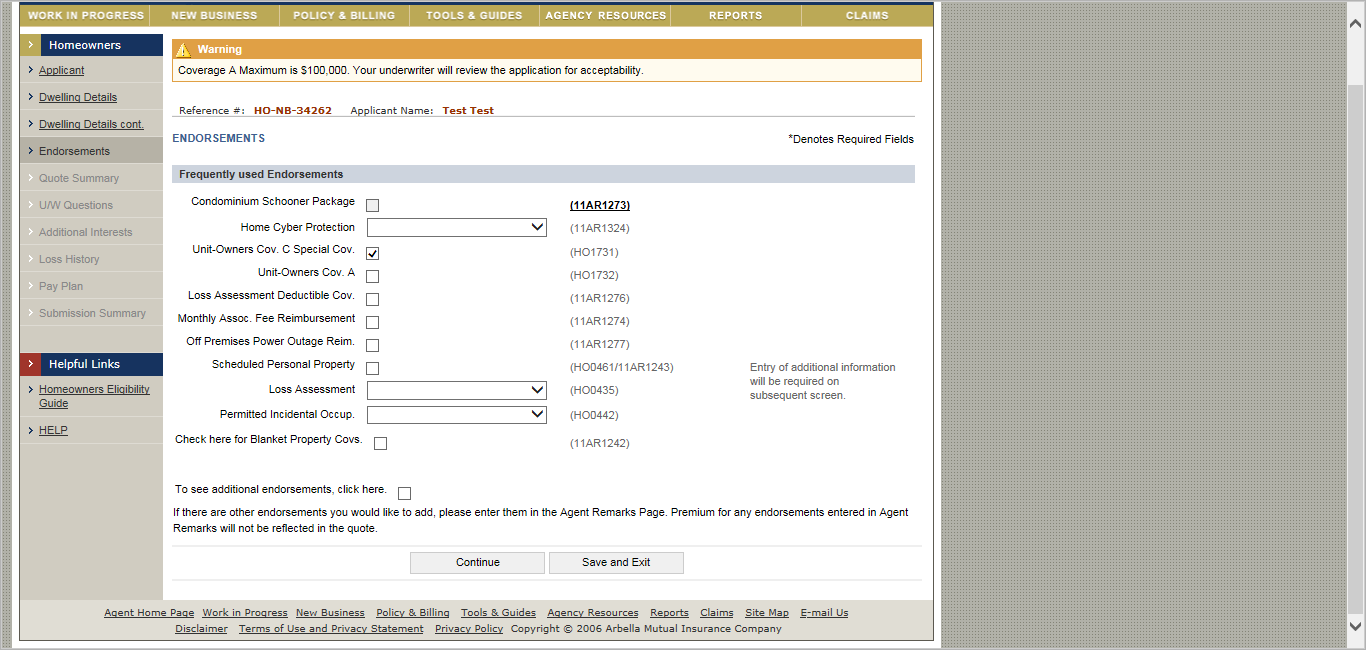 WORK IN PROGRESS NEW BUSINESS POLICY & BILLING TOOLS & GUIDES AGENCY RESOURCES REPORTS CLAIMS
Homeowners
Applicant
Dwelling Details
Dwelling Details cont.
Endorsements
Quote Summary
U/W Questions
Additional Interests
Loss History
Pay Plan
Submission Summary
Helpful Links
Homeowners Eligibility
Guide
HELP
Warning
Coverage A Maximum is $100,000. Your underwriter will review the application for acceptability.
Reference #: HO-NB-34262 Applicant Name: Test Test
ENDORSEMENTS *Denotes Required Fields
Frequently used Endorsements
Condominium Schooner Package (11AR1273)
Home Cyber Protection (11AR1324)
Unit-Owners Cov. C Special Cov. (HO1731)
Unit-Owners Cov. A (HO1732)
Loss Assessment Deductible Cov. (11AR1276)
Monthly Assoc. Fee Reimbursement (11AR1274)
Off Premises Power Outage Reim. (11AR1277)
Scheduled Personal Property (HO0461/11AR1243) Entry of additional information
will be required on
subsequent screen.
Loss Assessment (HO0435)
Permitted Incidental Occup. (HO0442)
Check here for Blanket Property Covs. (11AR1242)
To see additional endorsements, click here.
If there are other endorsements you would like to add, please enter them in the Agent Remarks Page. Premium for any endorsements entered in Agent
Remarks will not be reflected in the quote.
Continue Save and Exit
Agent Home Page Work in Progress New Business Policy & Billing Tools & Guides Agency Resources Reports Claims Site Map E-mail Us
Disclaimer Terms of Use and Privacy Statement Privacy Policy Copyright © 2006 Arbella Mutual Insurance Company